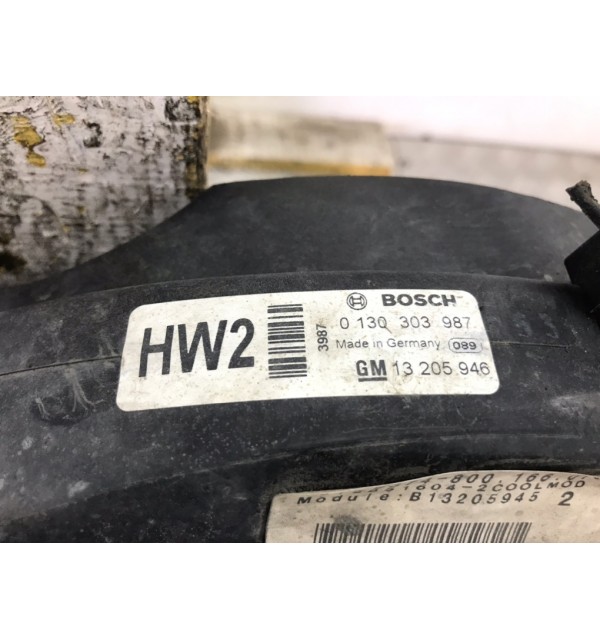 BOSCH
HW2
3987
0 130 303 987
Made in Germany 089
GM 13 205 946
Module:B13205945 2